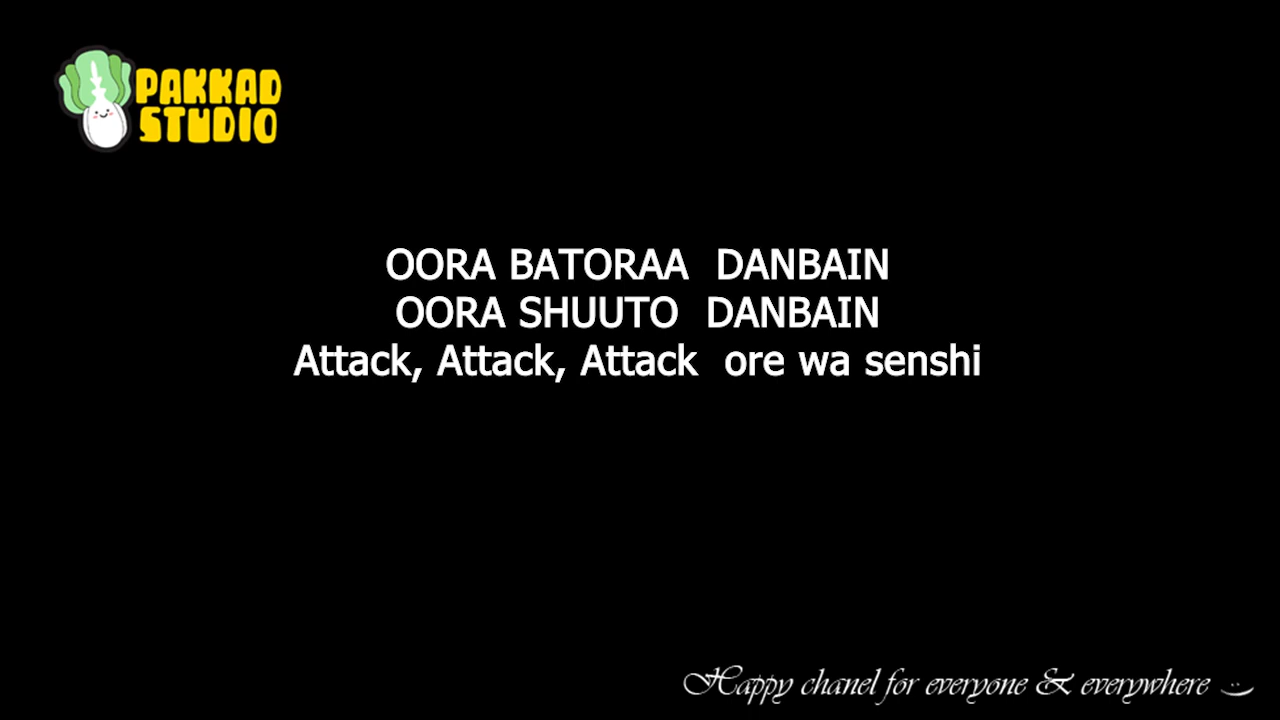 PAKKAD
STUDIO
OORA BATORAA  DANBAIN
OORA SHUUTO  DANBAIN
Attack, Attack, Attack  ore wa senshi
Happy chanel for everyone & everywhere :)